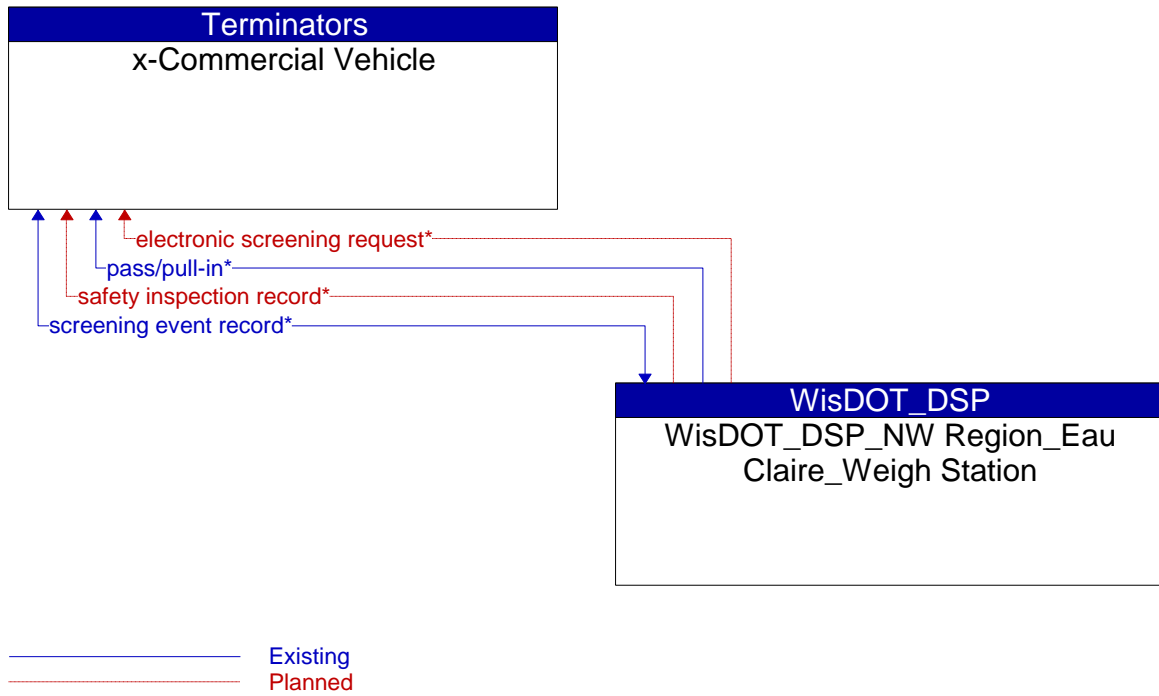 Terminators
x-Commercial Vehicle
electronic screening request*
pass/pull-in*
safety inspection record*
screening event record*
WisDOT_DSP
WisDOT_DSP_NW Region_Eau
Claire_Weigh Station
Existing
Planned